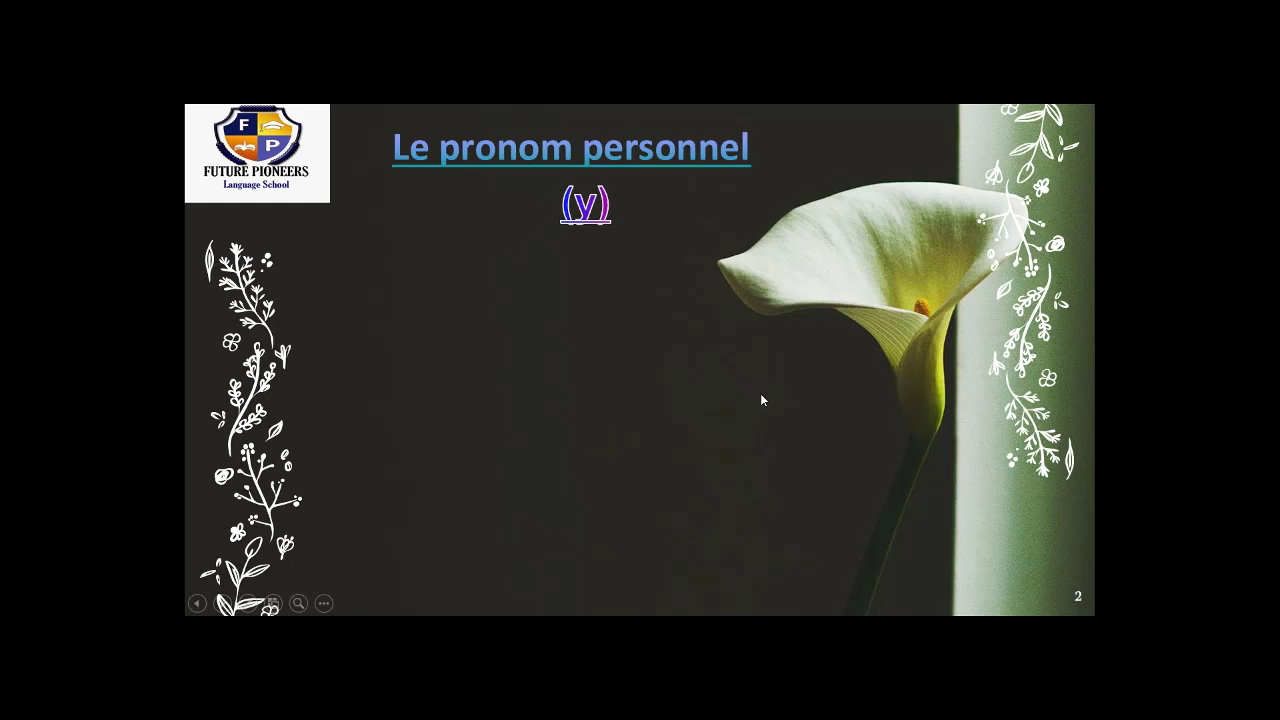 F
P
FUTURE PIONEERS
Language School
Le pronom personnel
(y)
2